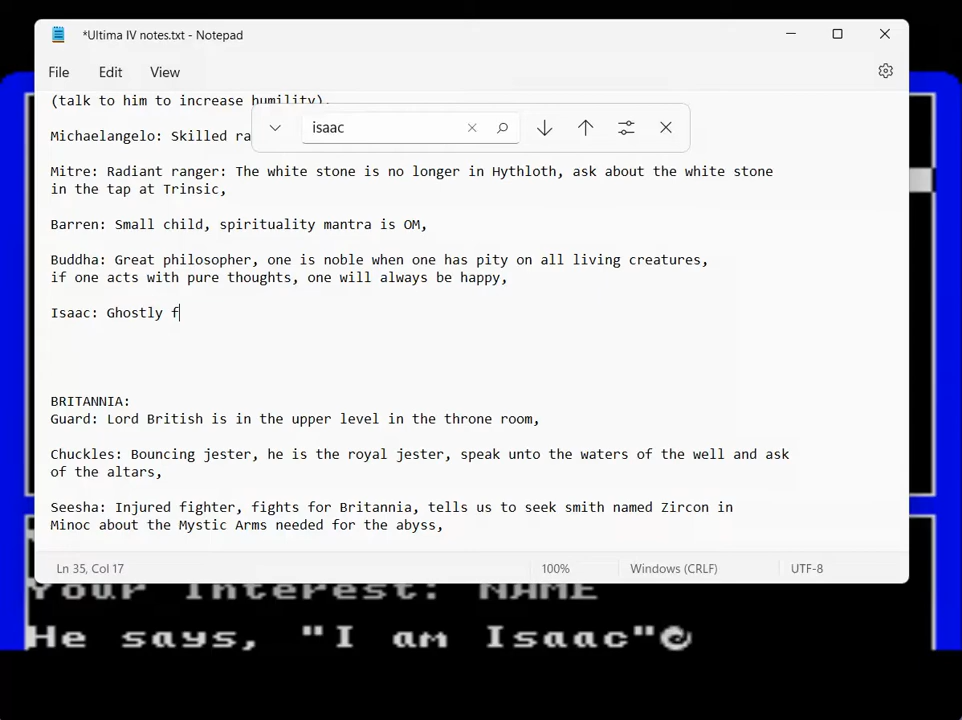 *Ultima IV notes.txt - Notepad
File Edit View
(talk to him to increase humility).
isaac
Michaelangelo: Skilled ra
Mitre: Radiant ranger: The white stone is no longer in Hythloth, ask about the white stone
in the tap at Trinsic,
Barren: Small child, spirituality mantra is OM,
Buddha: Great philosopher, one is noble when one has pity on all living creatures,
if one acts with pure thoughts, one will always be happy,
Isaac: Ghostly f
BRITANNIA:
Guard: Lord British is in the upper level in the throne room,
Chuckles: Bouncing jester, he is the royal jester, speak unto the waters of the well and ask
of the altars,
Seesha: Injured fighter, fights for Britannia, tells us to seek smith named Zircon in
Minoc about the Mystic Arms needed for the abyss,
Ln 35, Col 17 100% Windows (CRLF) UTF-8
Your Interest: NAME
He says, "I am Isaac"